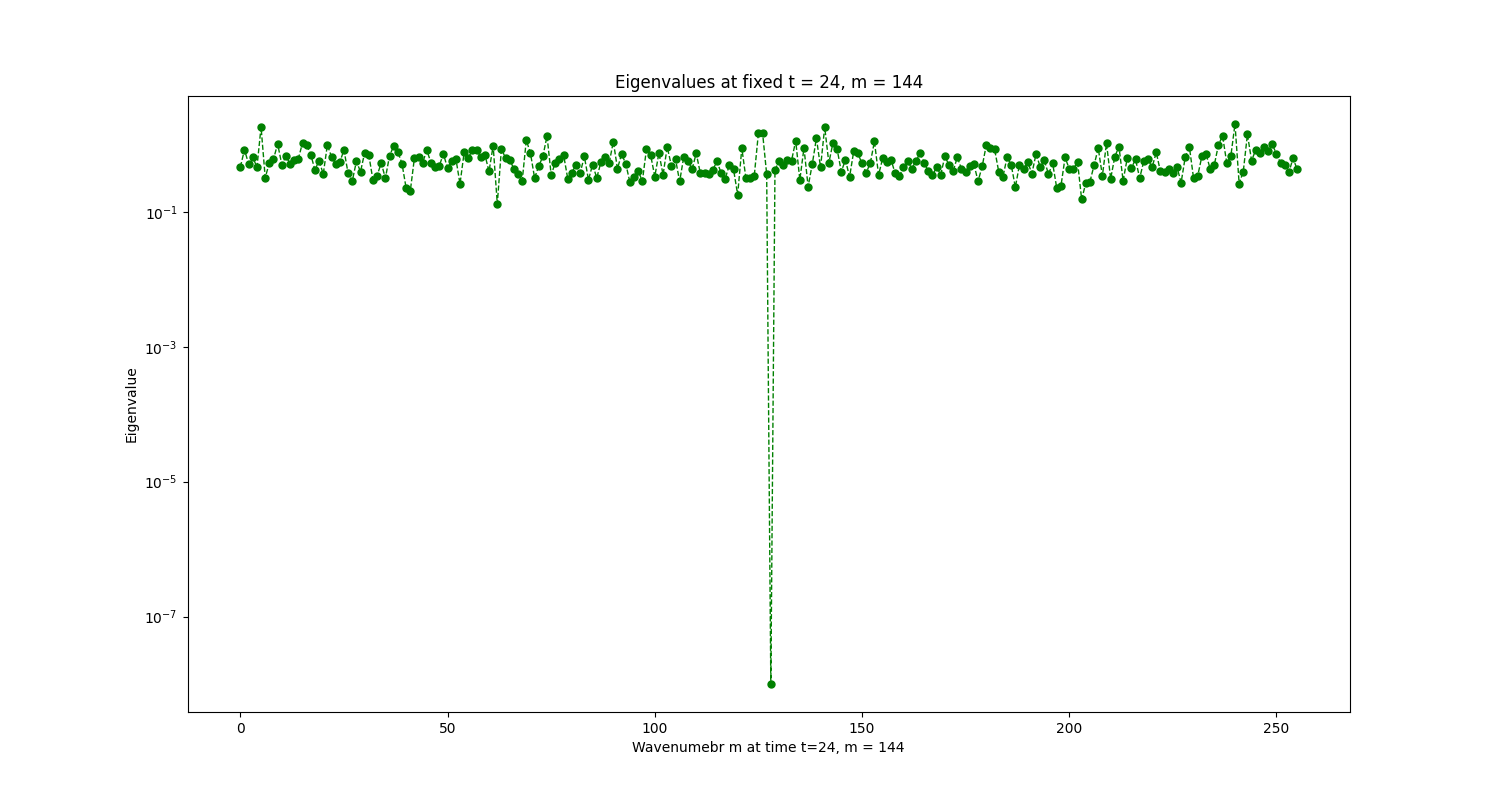 Eigenvalues at fixed t = 24, m = 144
Eigenvalue
10⁻¹
10⁻³
10⁻⁵
10⁻⁷
0 50 100 150 200 250
Wavenumebr m at time t=24, m = 144